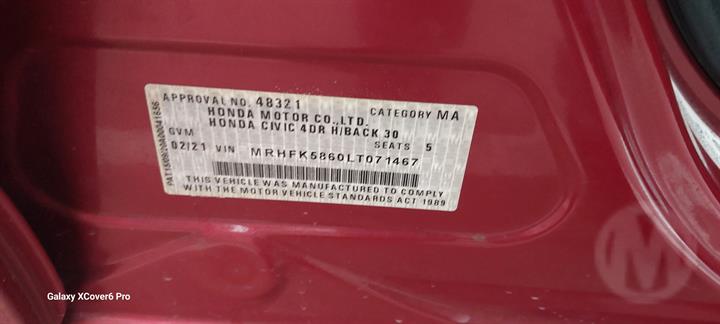 APPROVAL NO. 48321 CATEGORY MA
HONDA MOTOR CO.,LTD.
HONDA CIVIC 4DR H/BACK 30
GVM SEATS 5
02/21 VIN MRHFK5860LT071467
THIS VEHICLE WAS MANUFACTURED TO COMPLY
WITH THE MOTOR VEHICLE STANDARDS ACT 1989
Galaxy XCover6 Pro
M